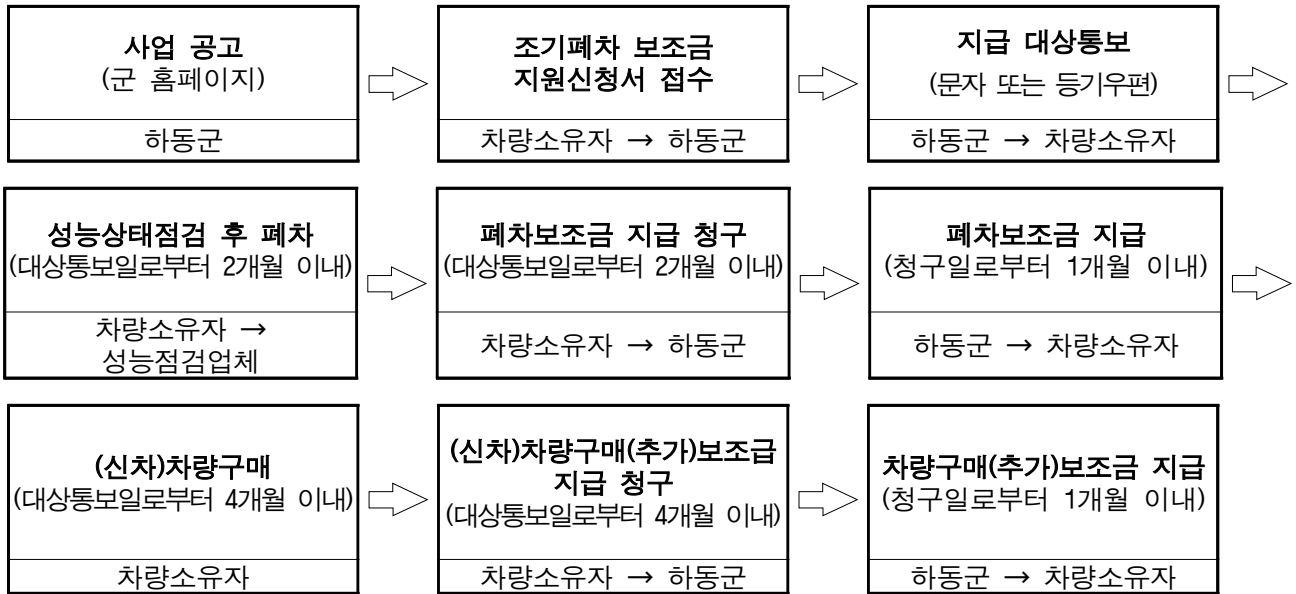 사업 공고
(군 홈페이지)
하동군
조기폐차 보조금
지원신청서 접수
차량소유자 → 하동군
지급 대상통보
(문자 또는 등기우편)
하동군 → 차량소유자
성능상태점검 후 폐차
(대상통보일로부터 2개월 이내)
차량소유자 →
성능점검업체
폐차보조금 지급 청구
(대상통보일로부터 2개월 이내)
차량소유자 → 하동군
폐차보조금 지급
(청구일로부터 1개월 이내)
하동군 → 차량소유자
(신차)차량구매
(대상통보일로부터 4개월 이내)
차량소유자
(신차)차량구매(추가)보조급
지급 청구
(대상통보일로부터 4개월 이내)
차량소유자 → 하동군
차량구매(추가)보조금 지급
(청구일로부터 1개월 이내)
하동군 → 차량소유자